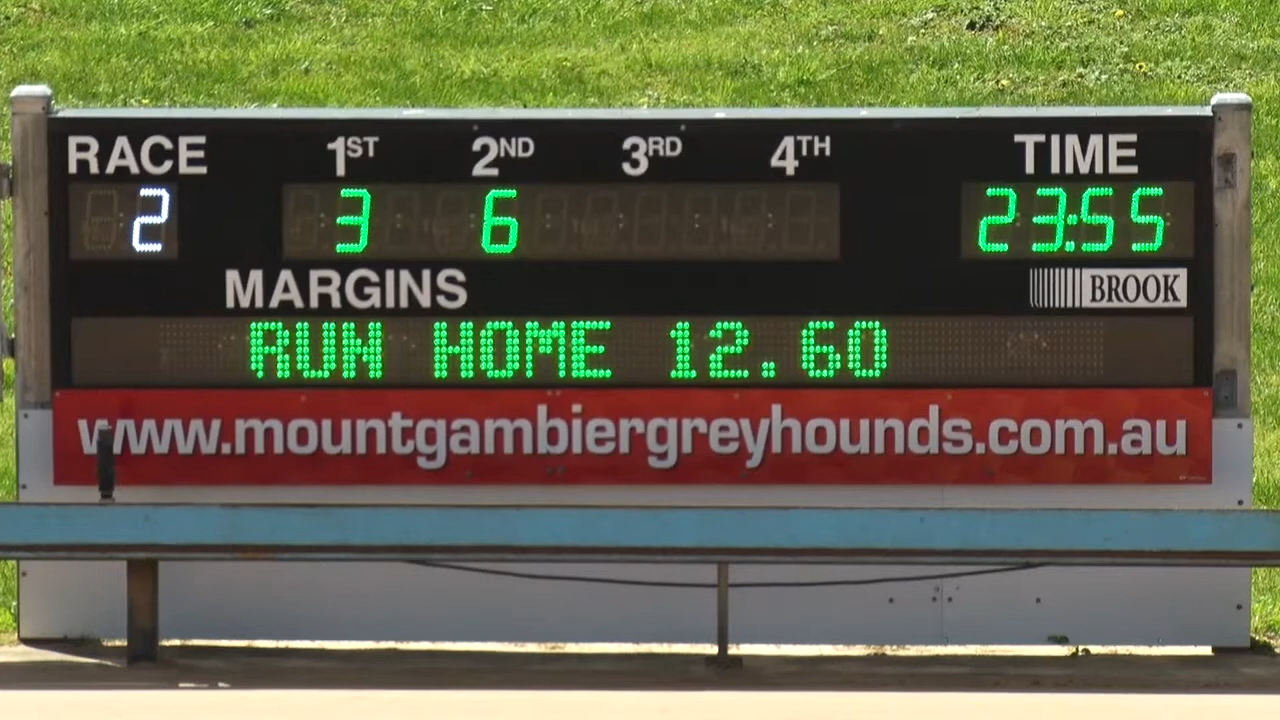 RACE 1ST 2ND 3RD 4TH TIME
2 3 6 23:55
MARGINS BROOK
RUN HOME 12.60
www.mountgambiergreyhounds.com.au